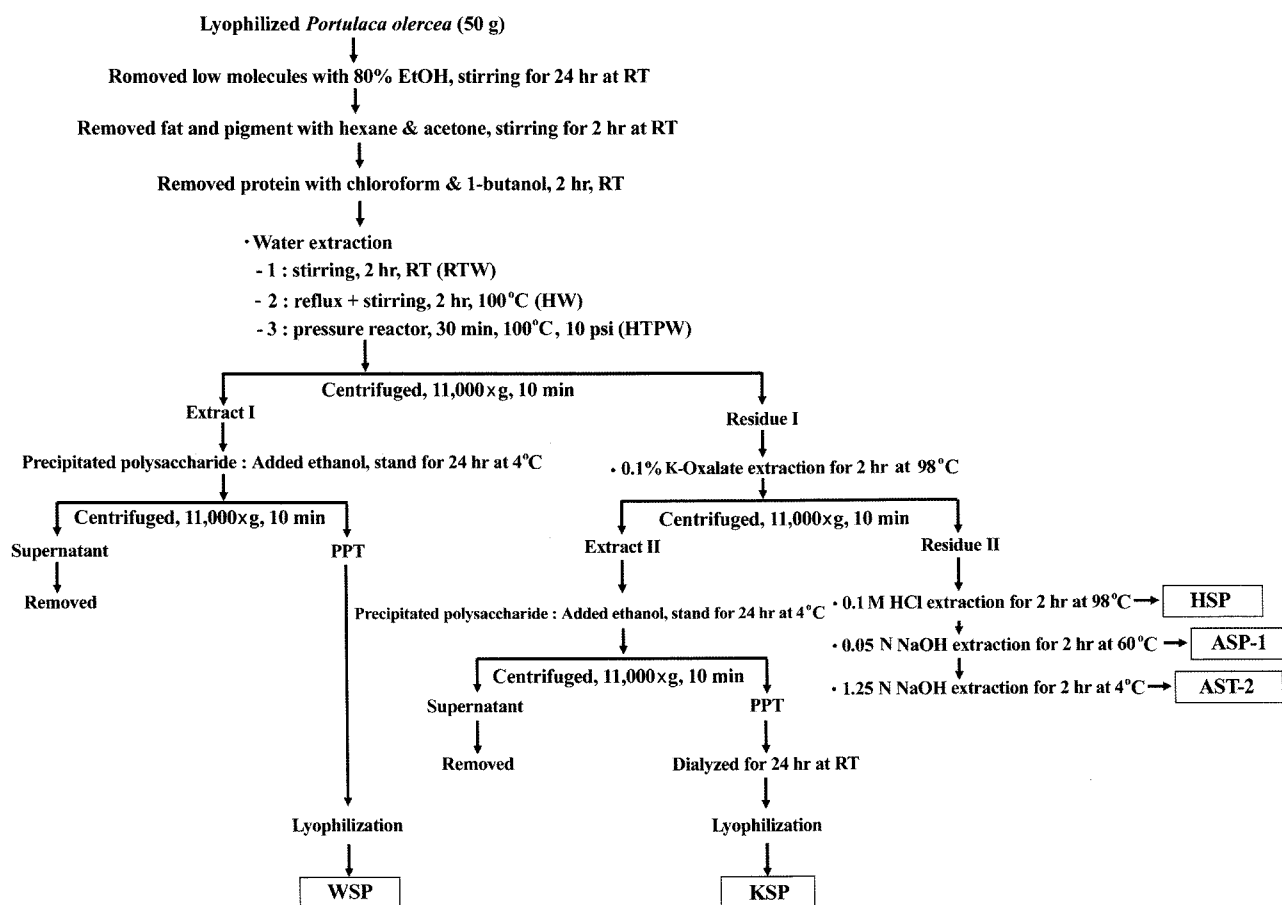 Lyophilized Portulaca olercea (50 g)
Romoved low molecules with 80% EtOH, stirring for 24 hr at RT
Removed fat and pigment with hexane & acetone, stirring for 2 hr at RT
Removed protein with chloroform & 1-butanol, 2 hr, RT
· Water extraction
- 1 : stirring, 2 hr, RT (RTW)
- 2 : reflux + stirring, 2 hr, 100°C (HW)
- 3 : pressure reactor, 30 min, 100°C, 10 psi (HTPW)
Centrifuged, 11,000×g, 10 min
Extract I
Residue I
Precipitated polysaccharide : Added ethanol, stand for 24 hr at 4°C
· 0.1% K-Oxalate extraction for 2 hr at 98°C
Centrifuged, 11,000×g, 10 min
Centrifuged, 11,000×g, 10 min
Supernatant
PPT
Extract II
Residue II
Removed
Precipitated polysaccharide : Added ethanol, stand for 24 hr at 4°C
· 0.1 M HCl extraction for 2 hr at 98°C
HSP
· 0.05 N NaOH extraction for 2 hr at 60°C
ASP-1
· 1.25 N NaOH extraction for 2 hr at 4°C
AST-2
Centrifuged, 11,000×g, 10 min
Supernatant
PPT
Removed
Dialyzed for 24 hr at RT
Lyophilization
Lyophilization
WSP
KSP